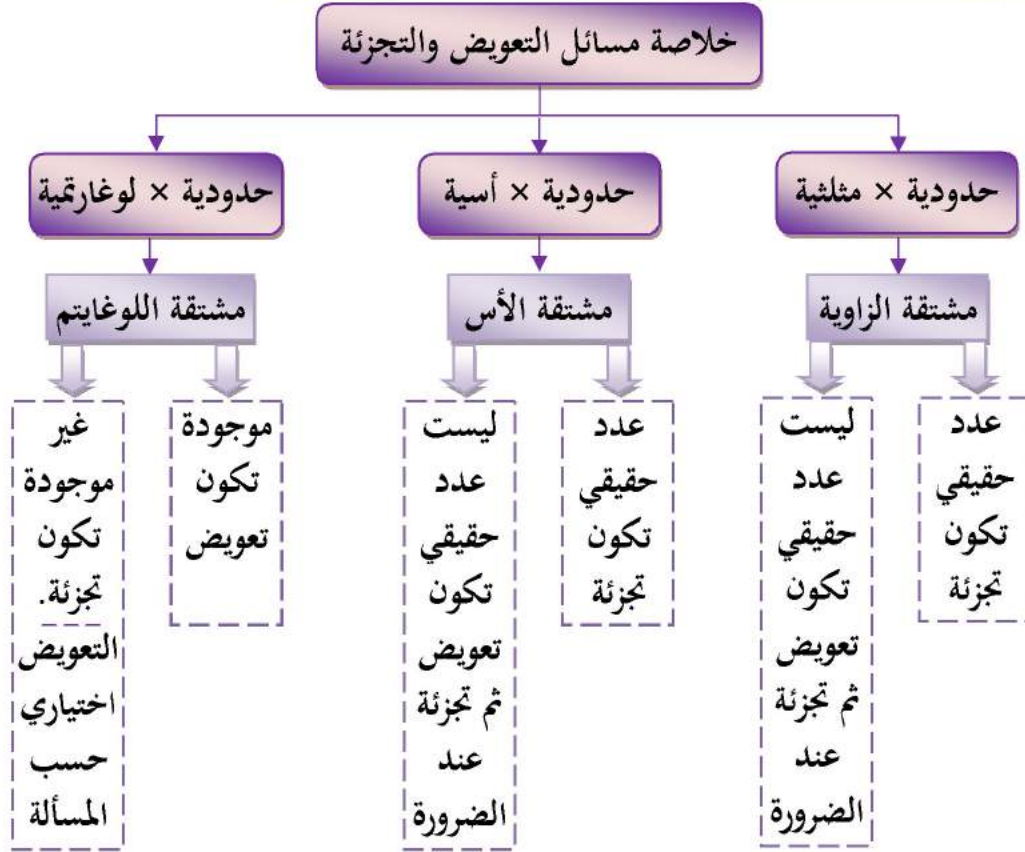 خلاصة مسائل التعويض والتجزئة
حدودية × مثلثية
حدودية × أسية
حدودية × لوغارتمية
مشتقة الزاوية
مشتقة الأس
مشتقة اللوغايتم
عدد
حقيقي
تكون
تجزئة
ليست
عدد
حقيقي
تكون
تعويض
ثم تجزئة
عند
الضرورة
عدد
حقيقي
تكون
تجزئة
ليست
عدد
حقيقي
تكون
تعويض
ثم تجزئة
عند
الضرورة
موجودة
تكون
تعويض
غير
موجودة
تكون
تجزئة.
التعويض
اختياري
حسب
المسألة